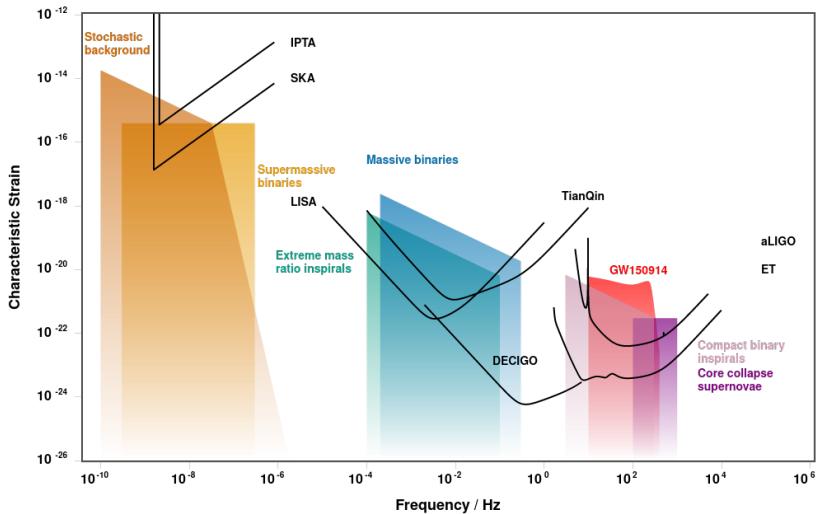 10 -12
Stochastic
background
IPTA
SKA
10 -14
10 -16
Massive binaries
Supermassive
binaries
LISA
TianQin
10 -18
Extreme mass
ratio inspirals
aLIGO
GW150914
ET
10 -20
10 -22
DECIGO
Compact binary
inspirals
Core collapse
supernovae
10 -24
10 -26
Characteristic Strain
10 -10
10 -8
10 -6
10 -4
10 -2
10 0
10 2
10 4
10 6
Frequency / Hz